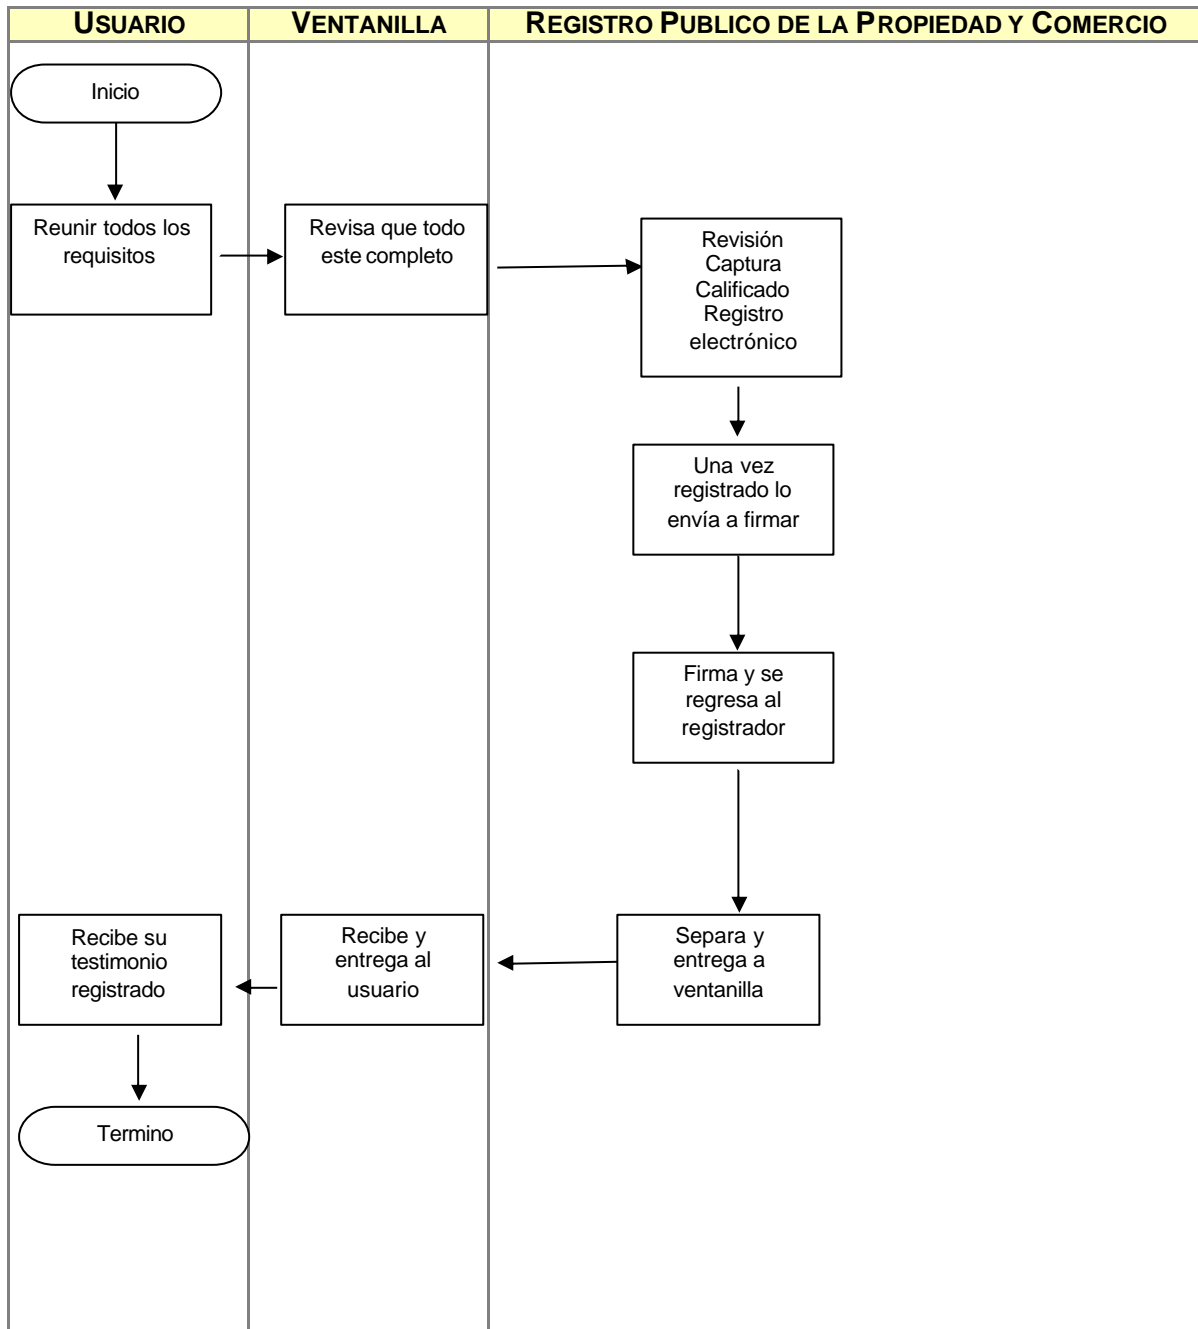 USUARIO
VENTANILLA
REGISTRO PUBLICO DE LA PROPIEDAD Y COMERCIO
Inicio
Reunir todos los
requisitos
Revisa que todo
este completo
Revisión
Captura
Calificado
Registro
electrónico
Una vez
registrado lo
envía a firmar
Firma y se
regresa al
registrador
Separa y
entrega a
ventanilla
Recibe y
entrega al
usuario
Recibe su
testimonio
registrado
Termino